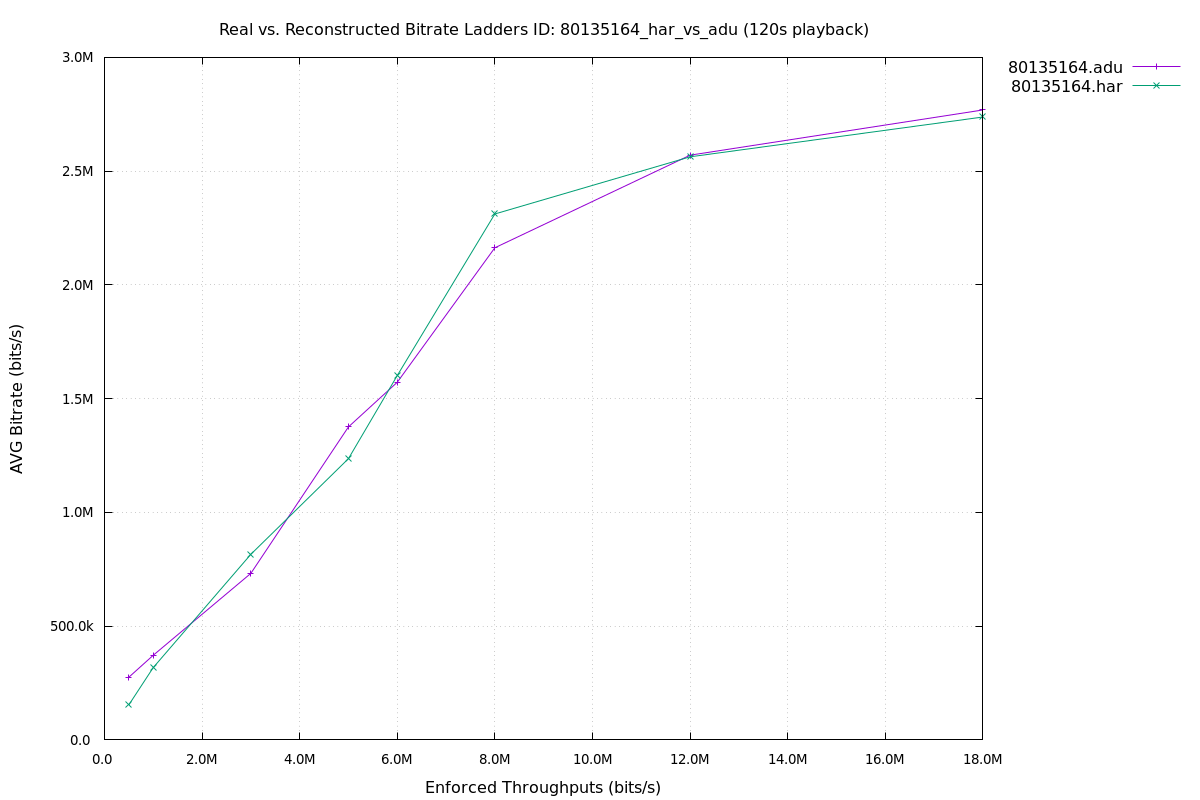 Real vs. Reconstructed Bitrate Ladders ID: 80135164_har_vs_adu (120s playback)
80135164.adu
80135164.har
3.0M
2.5M
2.0M
1.5M
1.0M
500.0k
0.0
AVG Bitrate (bits/s)
0.0 2.0M 4.0M 6.0M 8.0M 10.0M 12.0M 14.0M 16.0M 18.0M
Enforced Throughputs (bits/s)